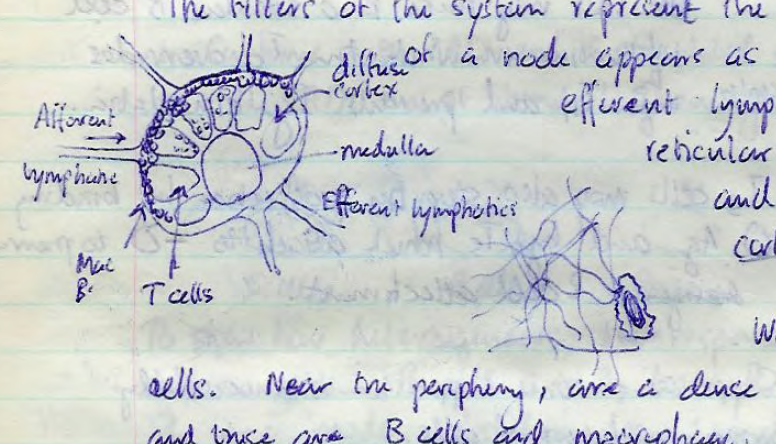 The filters of the system represent the
of a node appears as
diffuse
cortex
efferent lymp
Afferent
lymphatic
medulla
reticular
and
Efferent lymphatics
Mac
B
T cells
cells. Near the periphery, are a dense
and these are B cells and macrophages.